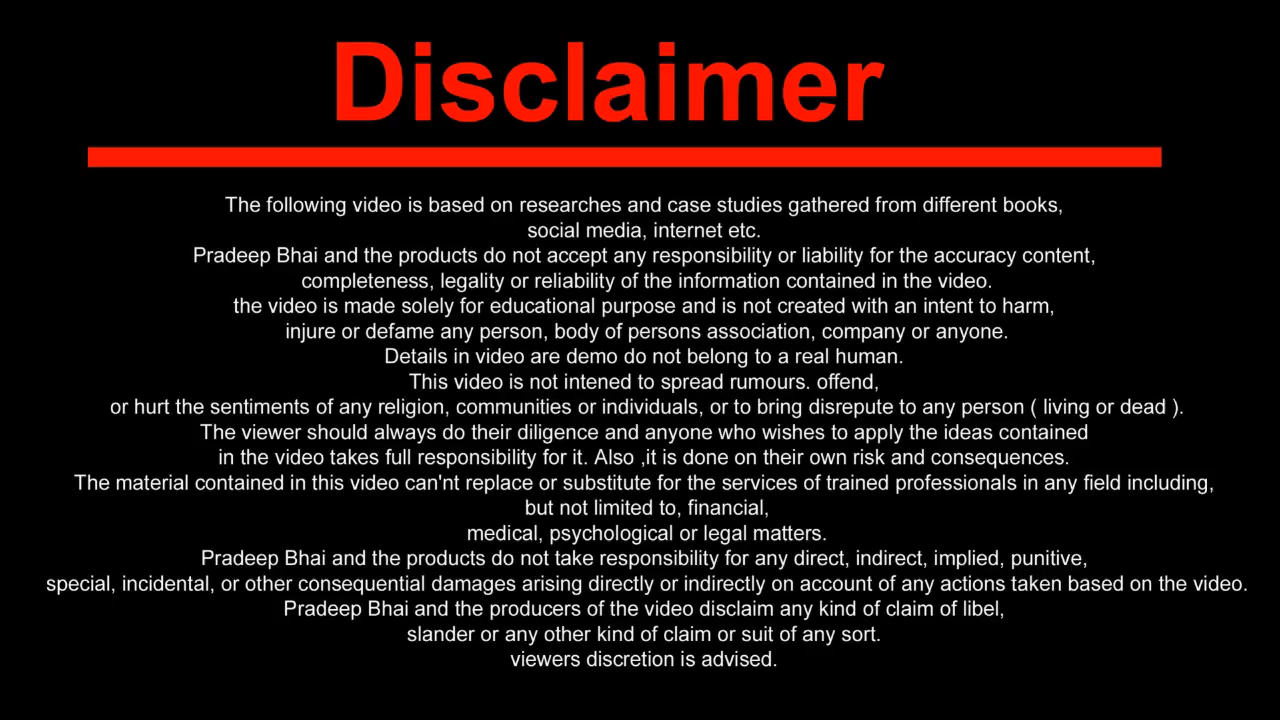 Disclaimer
The following video is based on researches and case studies gathered from different books,
social media, internet etc.
Pradeep Bhai and the products do not accept any responsibility or liability for the accuracy content,
completeness, legality or reliability of the information contained in the video.
the video is made solely for educational purpose and is not created with an intent to harm,
injure or defame any person, body of persons association, company or anyone.
Details in video are demo do not belong to a real human.
This video is not intened to spread rumours. offend,
or hurt the sentiments of any religion, communities or individuals, or to bring disrepute to any person ( living or dead ).
The viewer should always do their diligence and anyone who wishes to apply the ideas contained
in the video takes full responsibility for it. Also ,it is done on their own risk and consequences.
The material contained in this video can'nt replace or substitute for the services of trained professionals in any field including,
but not limited to, financial,
medical, psychological or legal matters.
Pradeep Bhai and the products do not take responsibility for any direct, indirect, implied, punitive,
special, incidental, or other consequential damages arising directly or indirectly on account of any actions taken based on the video.
Pradeep Bhai and the producers of the video disclaim any kind of claim of libel,
slander or any other kind of claim or suit of any sort.
viewers discretion is advised.